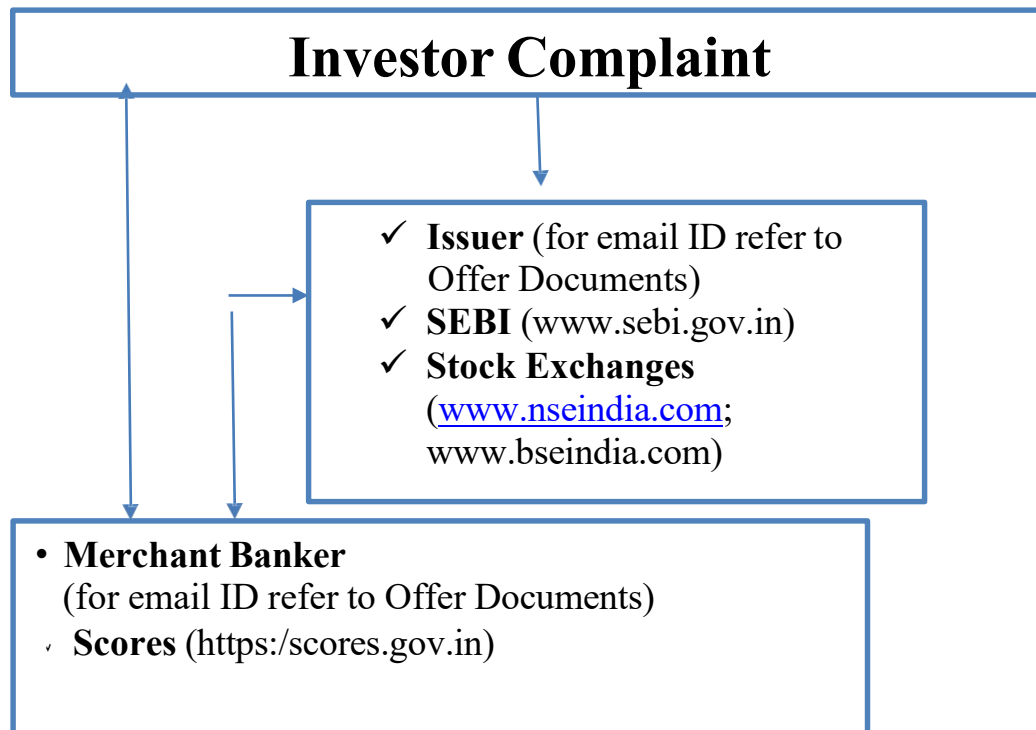 Investor Complaint
✓ Issuer (for email ID refer to
Offer Documents)
✓ SEBI (www.sebi.gov.in)
✓ Stock Exchanges
(www.nseindia.com;
www.bseindia.com)
• Merchant Banker
(for email ID refer to Offer Documents)
✓ Scores (https:/scores.gov.in)